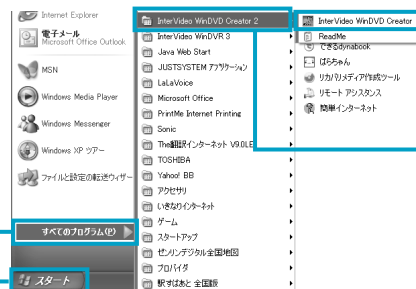 Internet Explorer
電子メール
Microsoft Office Outlook
MSN
Windows Media Player
Windows Messenger
Windows XP ツアー
ファイルと設定の転送ウィザー
すべてのプログラム(P)
スタート
InterVideo WinDVD Creator 2
InterVideo WinDVR 3
Java Web Start
JUSTSYSTEM アプリケーション
LaLaVoice
Microsoft Office
PrintMe Internet Printing
Sonic
The翻訳インターネット V9.0LE
TOSHIBA
Yahoo! BB
アクセサリ
いきなりインターネット
ゲーム
スタートアップ
ゼンリンデジタル全国地図
プロバイダ
駅すぱあと 全国版
InterVideo WinDVD Creator
ReadMe
できるdynabook
ぱらちゃん
リカバリメディア作成ツール
リモート アシスタンス
簡単インターネット